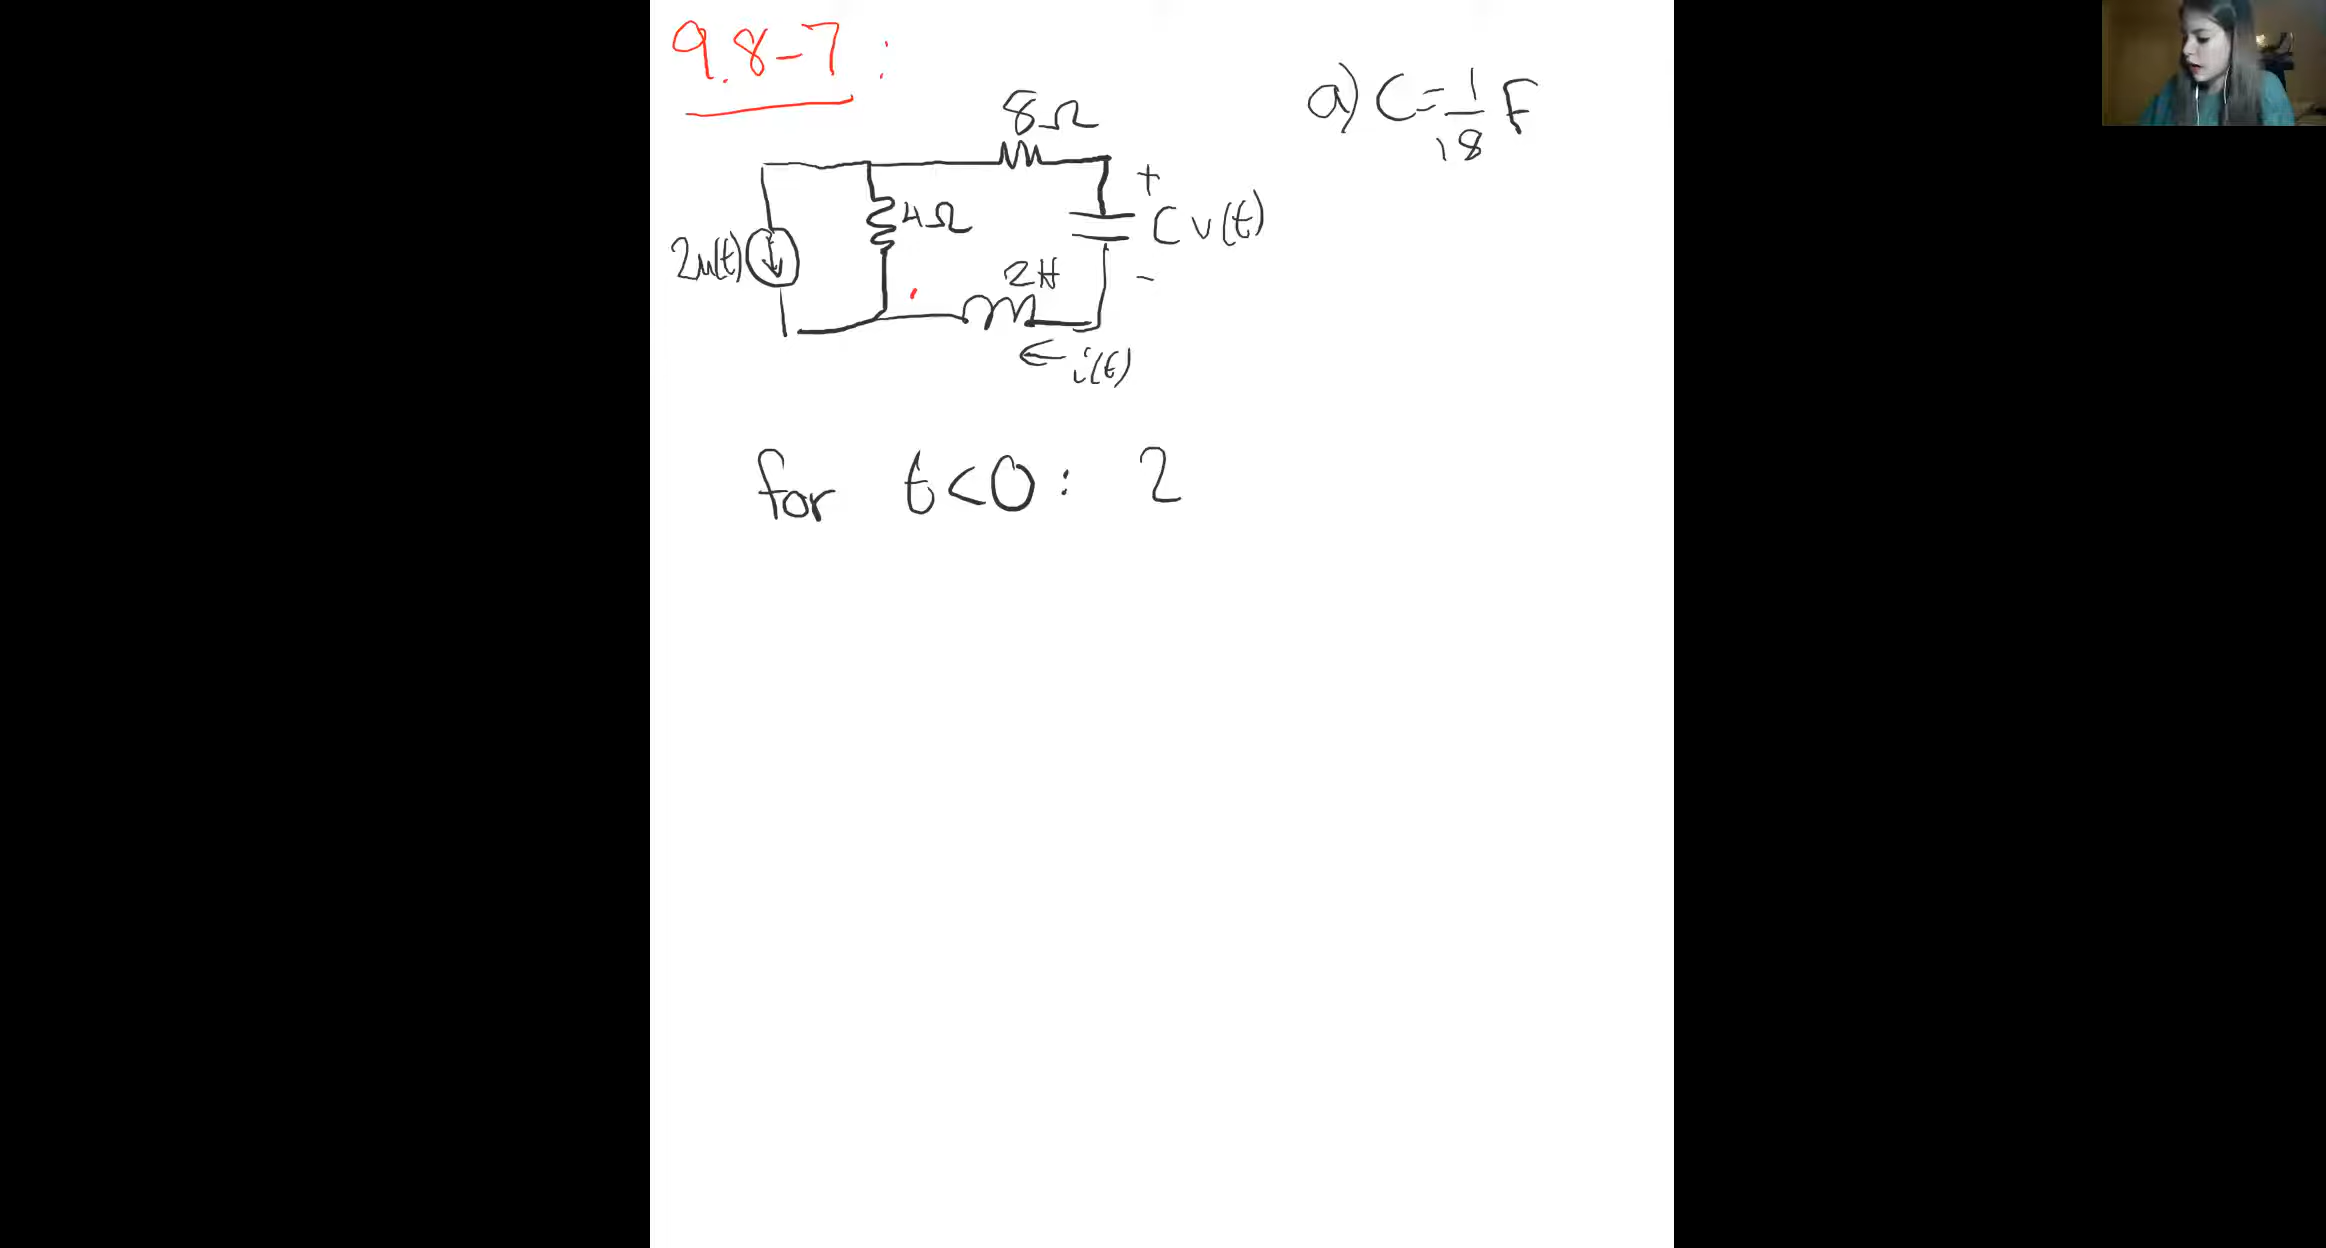 9.8-7:
a) C=1/18 F
8Ω
4Ω
2u(t)
+
C v(t)
-
2H
← i(t)
for t<0: 2